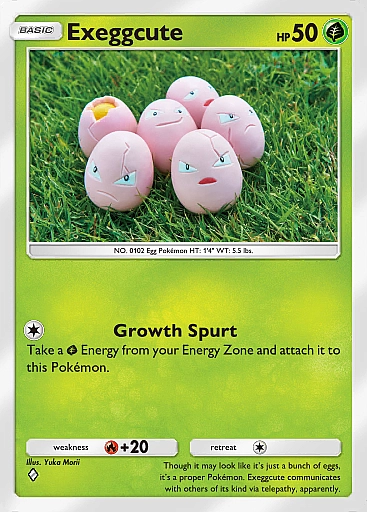 BASIC
Exeggcute
HP 50
NO. 0102 Egg Pokémon HT: 1'4" WT: 5.5 lbs.
Growth Spurt
Take a Energy from your Energy Zone and attach it to
this Pokémon.
weakness +20
retreat
Illus. Yuka Morii
Though it may look like it's just a bunch of eggs,
it's a proper Pokémon. Exeggcute communicates
with others of its kind via telepathy, apparently.